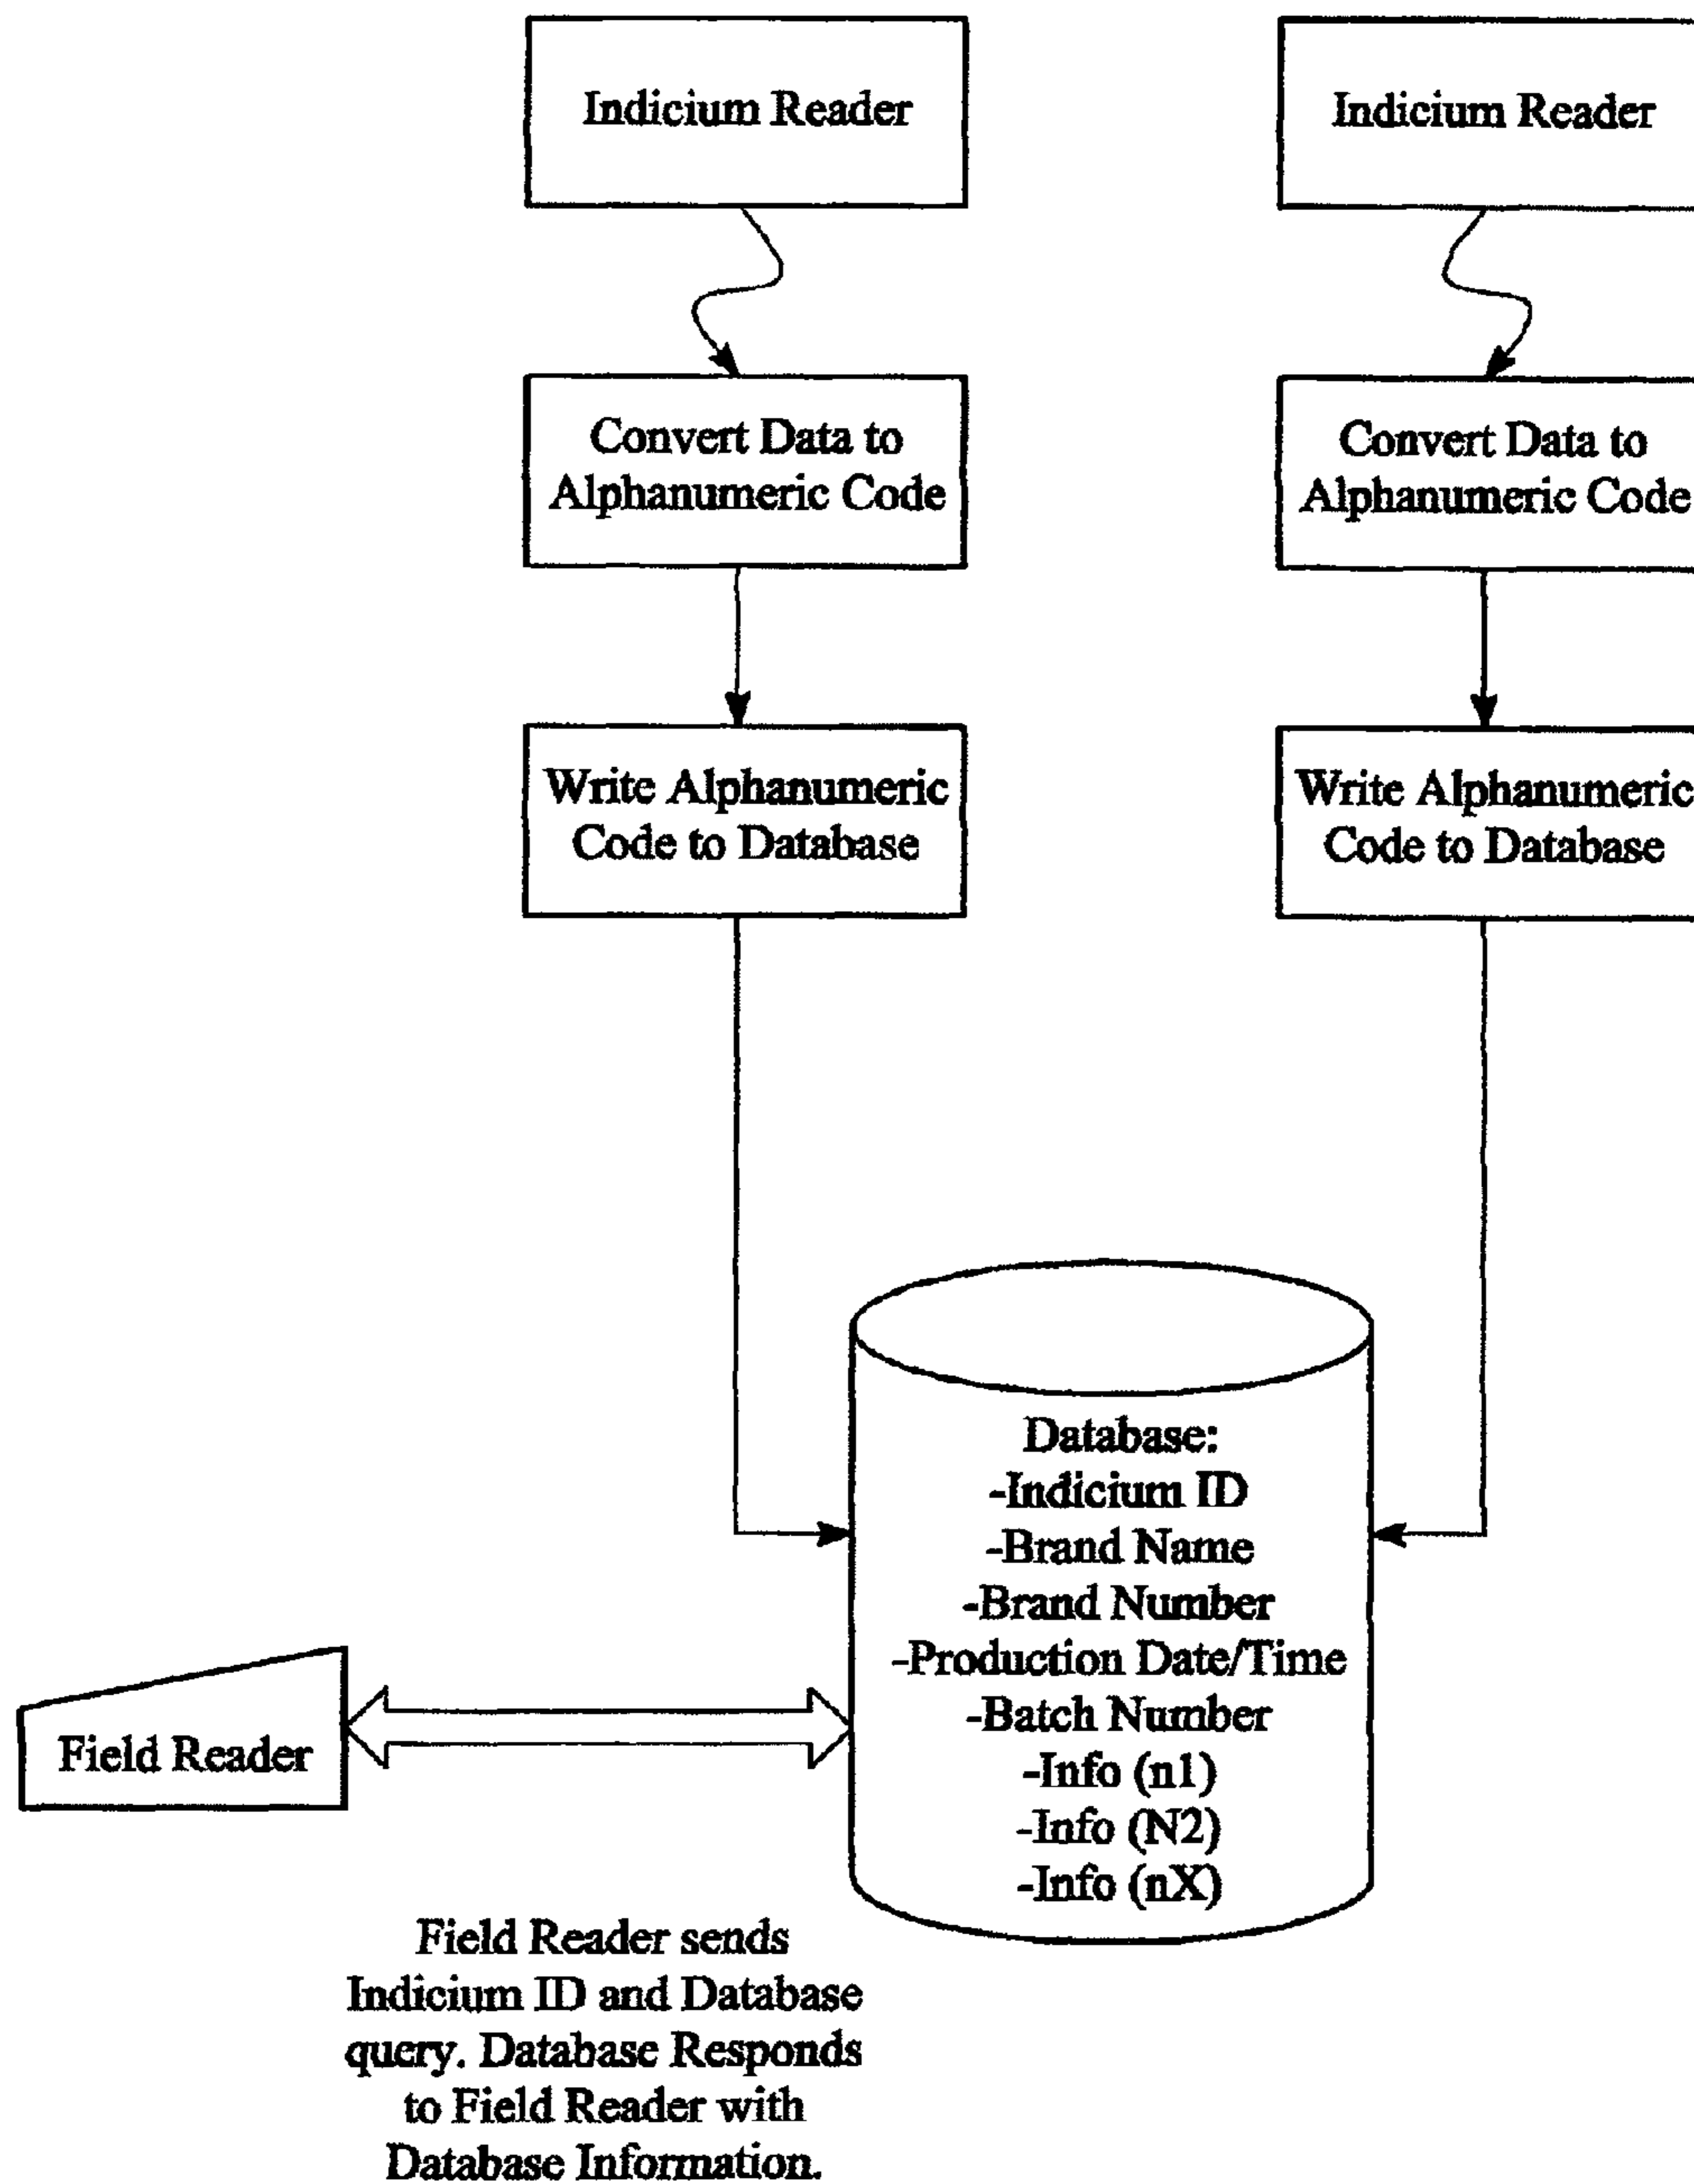 Indicium Reader
Indicium Reader
Convert Data to
Alphanumeric Code
Convert Data to
Alphanumeric Code
Write Alphanumeric
Code to Database
Write Alphanumeric
Code to Database
Database:
-Indicium ID
-Brand Name
-Brand Number
-Production Date/Time
-Batch Number
-Info (n1)
-Info (N2)
-Info (nX)
Field Reader
Field Reader sends
Indicium ID and Database
query. Database Responds
to Field Reader with
Database Information.